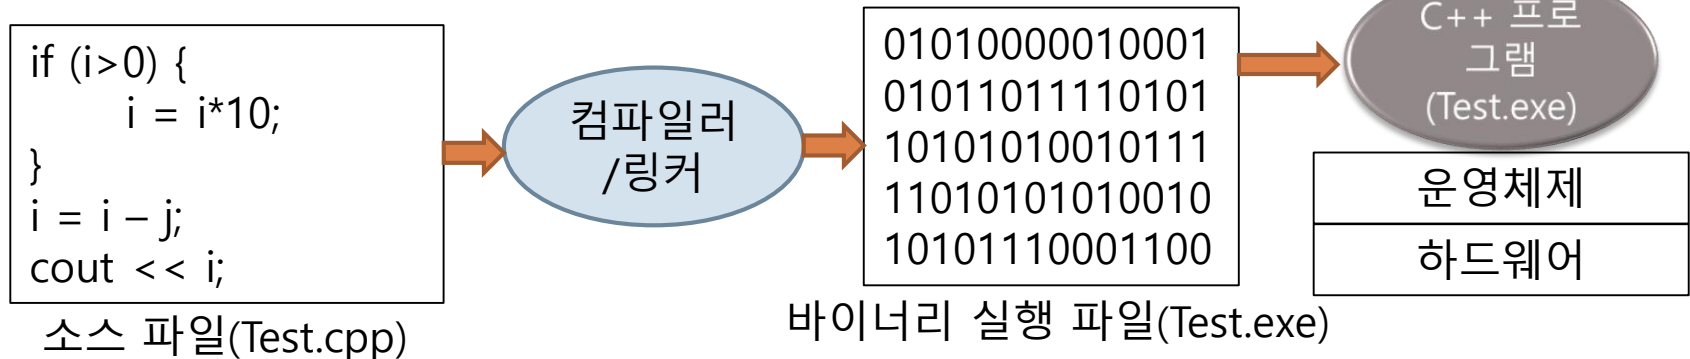 if (i>0) {
i = i*10;
}
i = i – j;
cout << i;
소스 파일(Test.cpp)
컴파일러
/링커
01010000010001
01011011110101
10101010010111
11010101010010
10101110001100
바이너리 실행 파일(Test.exe)
C++ 프로
그램
(Test.exe)
운영체제
하드웨어